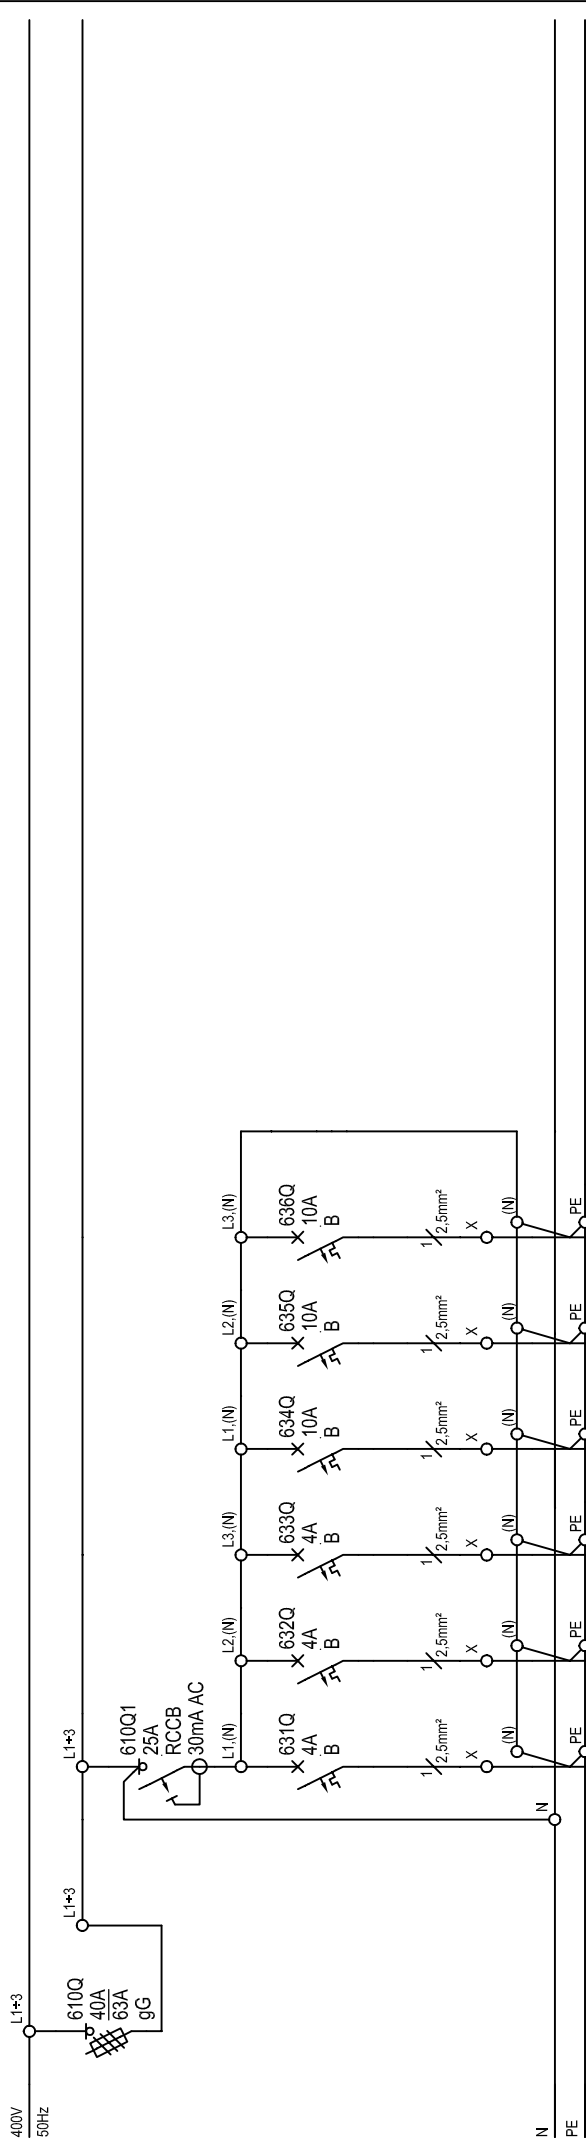 400V
50Hz
L1÷3
610Q
40A
63A
gG
L1÷3
L1÷3
610Q1
25A
RCCB
30mA AC
L1,(N)
631Q
4A
B
1
2,5mm²
X
(N)
PE
L2,(N)
632Q
4A
B
1
2,5mm²
X
(N)
PE
L3,(N)
633Q
4A
B
1
2,5mm²
X
(N)
PE
L1,(N)
634Q
10A
B
1
2,5mm²
X
(N)
PE
L2,(N)
635Q
10A
B
1
2,5mm²
X
(N)
PE
L3,(N)
636Q
10A
B
1
2,5mm²
X
(N)
PE
N
N
PE